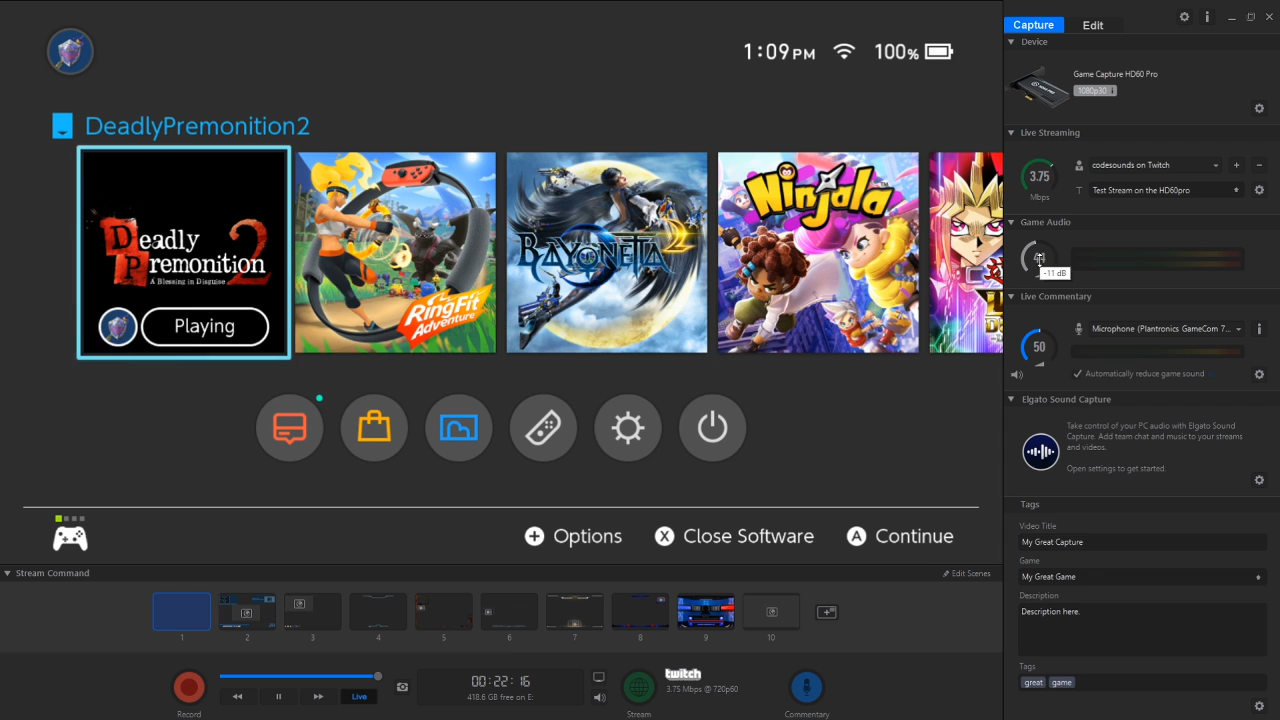 1:09 PM 100%
DeadlyPremonition2
Deadly
Premonition 2
A Blessing in Disguise
Playing
RingFit
Adventure
BAYONETTA 2
Ninjala
Options
Close Software
Continue
Stream Command
Edit Scenes
1 2 3 4 5 6 7 8 9 10
Record
Live
00:22:16
418.6 GB free on E:
Stream
twitch
3.75 Mbps @ 720p60
Commentary
Capture Edit
Device
Game Capture HD60 Pro
1080p30
Live Streaming
3.75
Mbps
codesounds on Twitch
Test Stream on the HD60pro
Game Audio
-11 dB
Live Commentary
50
Microphone (Plantronics GameCom 7...
Automatically reduce game sound
Elgato Sound Capture
Take control of your PC audio with Elgato Sound
Capture. Add team chat and music to your streams
and videos.
Open settings to get started.
Tags
Video Title
My Great Capture
Game
My Great Game
Description
Description here.
Tags
great game